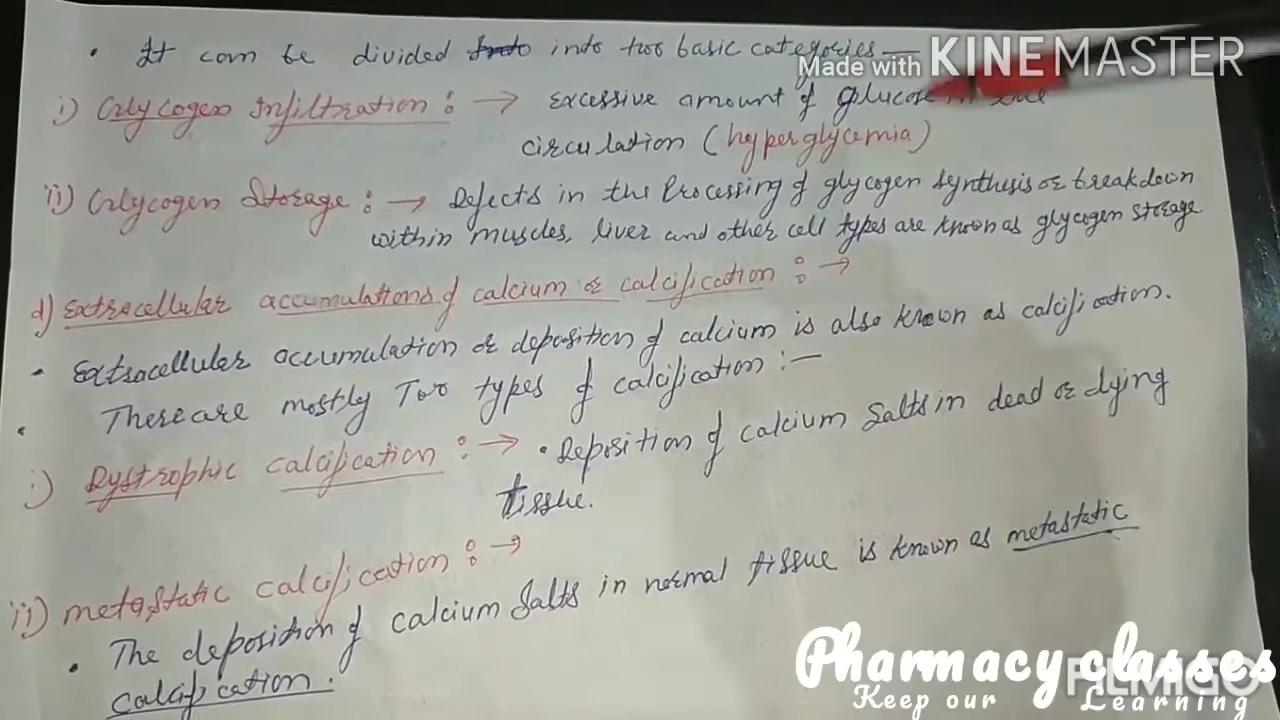 • It can be divided into two basic categories —
Made with KINEMASTER
i) Glycogen Infiltration : → Excessive amount of glucose in the
circulation (hyperglycemia)
ii) Glycogen Storage : → Defects in the Processing of glycogen synthesis or breakdown
within muscles, liver and other cell types are known as glycogen storage
d) Extracellular accumulations of calcium or calcification : →
• Extracellular accumulation or deposition of calcium is also known as calcification.
• There are mostly Two types of calcification :—
i) Dystrophic calcification : → • Deposition of calcium salts in dead or dying
tissue.
ii) metastatic calcification : →
• The deposition of calcium salts in normal tissue is known as metastatic
calcification.
Pharmacy classes
FILMIGO
Keep our Learning